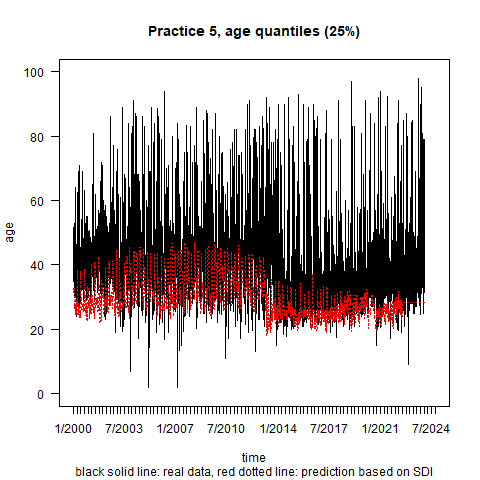 Practice 5, age quantiles (25%)
100
80
60
40
20
0
age
1/2000 7/2003 1/2007 7/2010 1/2014 7/2017 1/2021 7/2024
time
black solid line: real data, red dotted line: prediction based on SDI